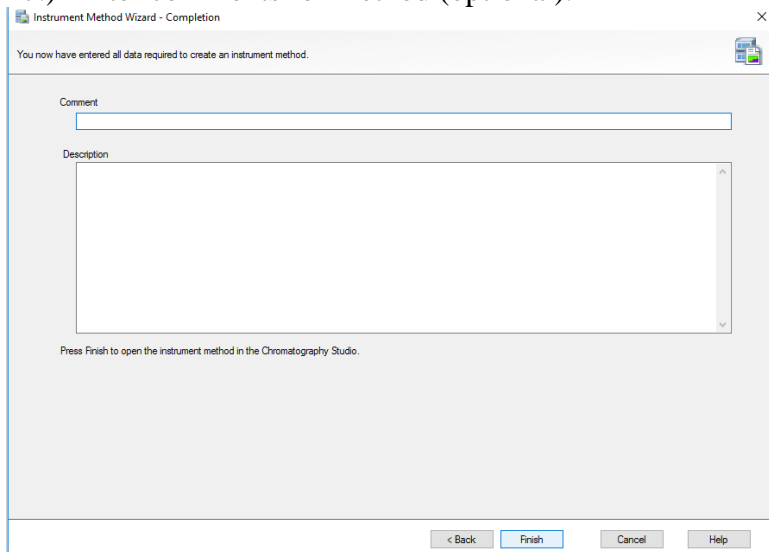 Instrument Method Wizard - Completion
You now have entered all data required to create an instrument method.
Comment
Description
Press Finish to open the instrument method in the Chromatography Studio.
< Back Finish Cancel Help